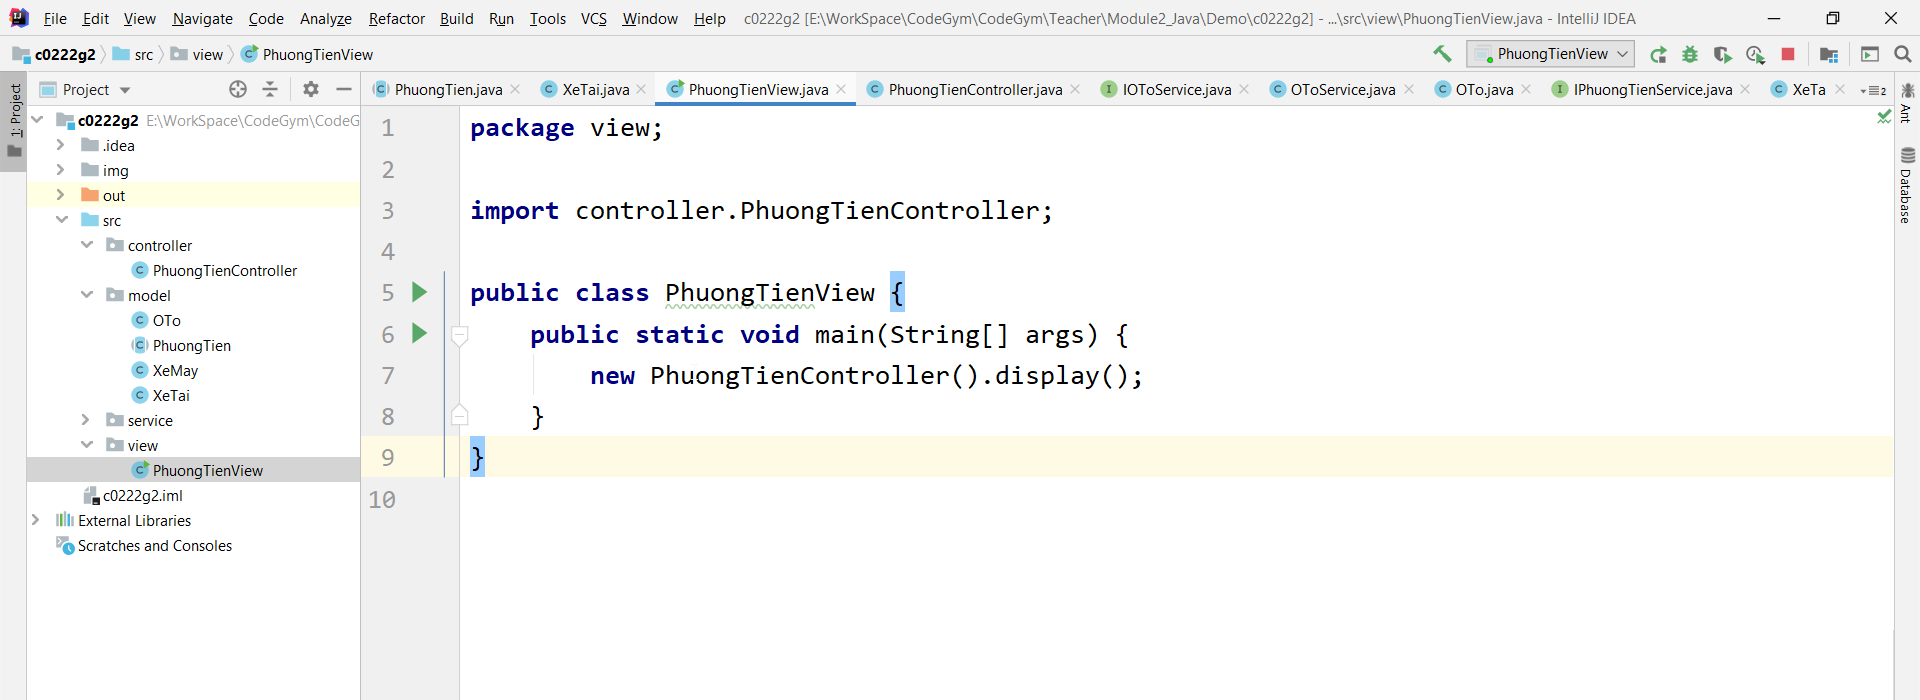 File Edit View Navigate Code Analyze Refactor Build Run Tools VCS Window Help c0222g2 [E:\WorkSpace\CodeGym\CodeGym\Teacher\Module2_Java\Demo\c0222g2] - ...\src\view\PhuongTienView.java - IntelliJ IDEA
c0222g2 src view PhuongTienView PhuongTienView
Project PhuongTien.java XeTai.java PhuongTienView.java PhuongTienController.java IOToService.java OToService.java OTo.java IPhuongTienService.java XeTa 2
1: Project
c0222g2 E:\WorkSpace\CodeGym\CodeG
.idea
img
out
src
controller
PhuongTienController
model
OTo
PhuongTien
XeMay
XeTai
service
view
PhuongTienView
c0222g2.iml
External Libraries
Scratches and Consoles
1 package view;
2
3 import controller.PhuongTienController;
4
5 public class PhuongTienView {
6 public static void main(String[] args) {
7 new PhuongTienController().display();
8 }
9 }
10
Ant
Database